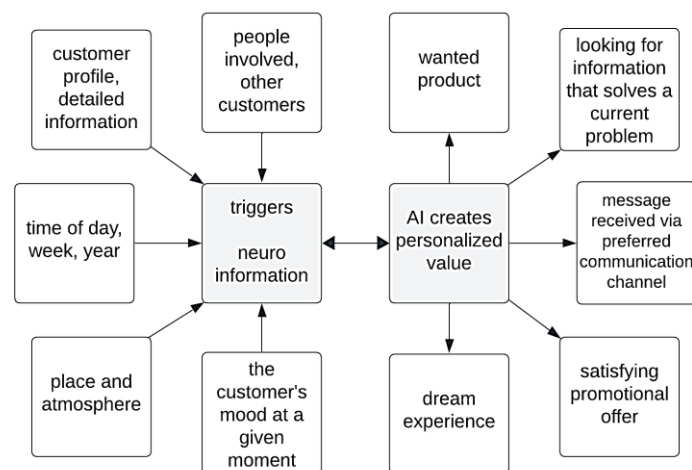 customer
profile,
detailed
information
people
involved,
other
customers
wanted
product
looking for
information
that solves a
current
problem
time of day,
week, year
triggers
neuro
information
AI creates
personalized
value
message
received via
preferred
communication
channel
place and
atmosphere
the
customer's
mood at a
given
moment
dream
experience
satisfying
promotional
offer